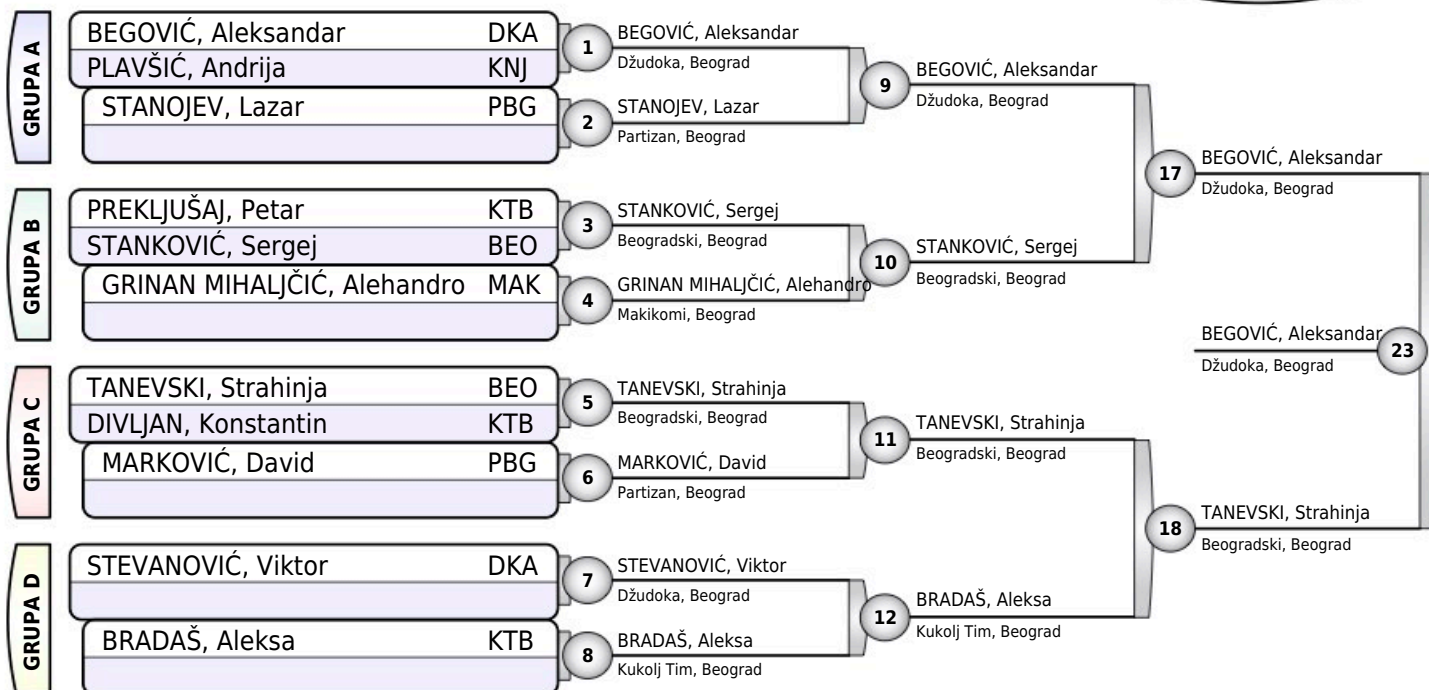 GRUPA A
BEGOVIĆ, Aleksandar DKA
PLAVŠIĆ, Andrija KNJ
STANOJEV, Lazar PBG
1
BEGOVIĆ, Aleksandar
Džudoka, Beograd
2
STANOJEV, Lazar
Partizan, Beograd
9
BEGOVIĆ, Aleksandar
Džudoka, Beograd
GRUPA B
PREKLJUŠAJ, Petar KTB
STANKOVIĆ, Sergej BEO
GRINAN MIHALJČIĆ, Alehandro MAK
3
STANKOVIĆ, Sergej
Beogradski, Beograd
4
GRINAN MIHALJČIĆ, Alehandro
Makikomi, Beograd
10
STANKOVIĆ, Sergej
Beogradski, Beograd
17
BEGOVIĆ, Aleksandar
Džudoka, Beograd
GRUPA C
TANEVSKI, Strahinja BEO
DIVLJAN, Konstantin KTB
MARKOVIĆ, David PBG
5
TANEVSKI, Strahinja
Beogradski, Beograd
6
MARKOVIĆ, David
Partizan, Beograd
11
TANEVSKI, Strahinja
Beogradski, Beograd
GRUPA D
STEVANOVIĆ, Viktor DKA
BRADAŠ, Aleksa KTB
7
STEVANOVIĆ, Viktor
Džudoka, Beograd
8
BRADAŠ, Aleksa
Kukolj Tim, Beograd
12
BRADAŠ, Aleksa
Kukolj Tim, Beograd
18
TANEVSKI, Strahinja
Beogradski, Beograd
BEGOVIĆ, Aleksandar
Džudoka, Beograd
23